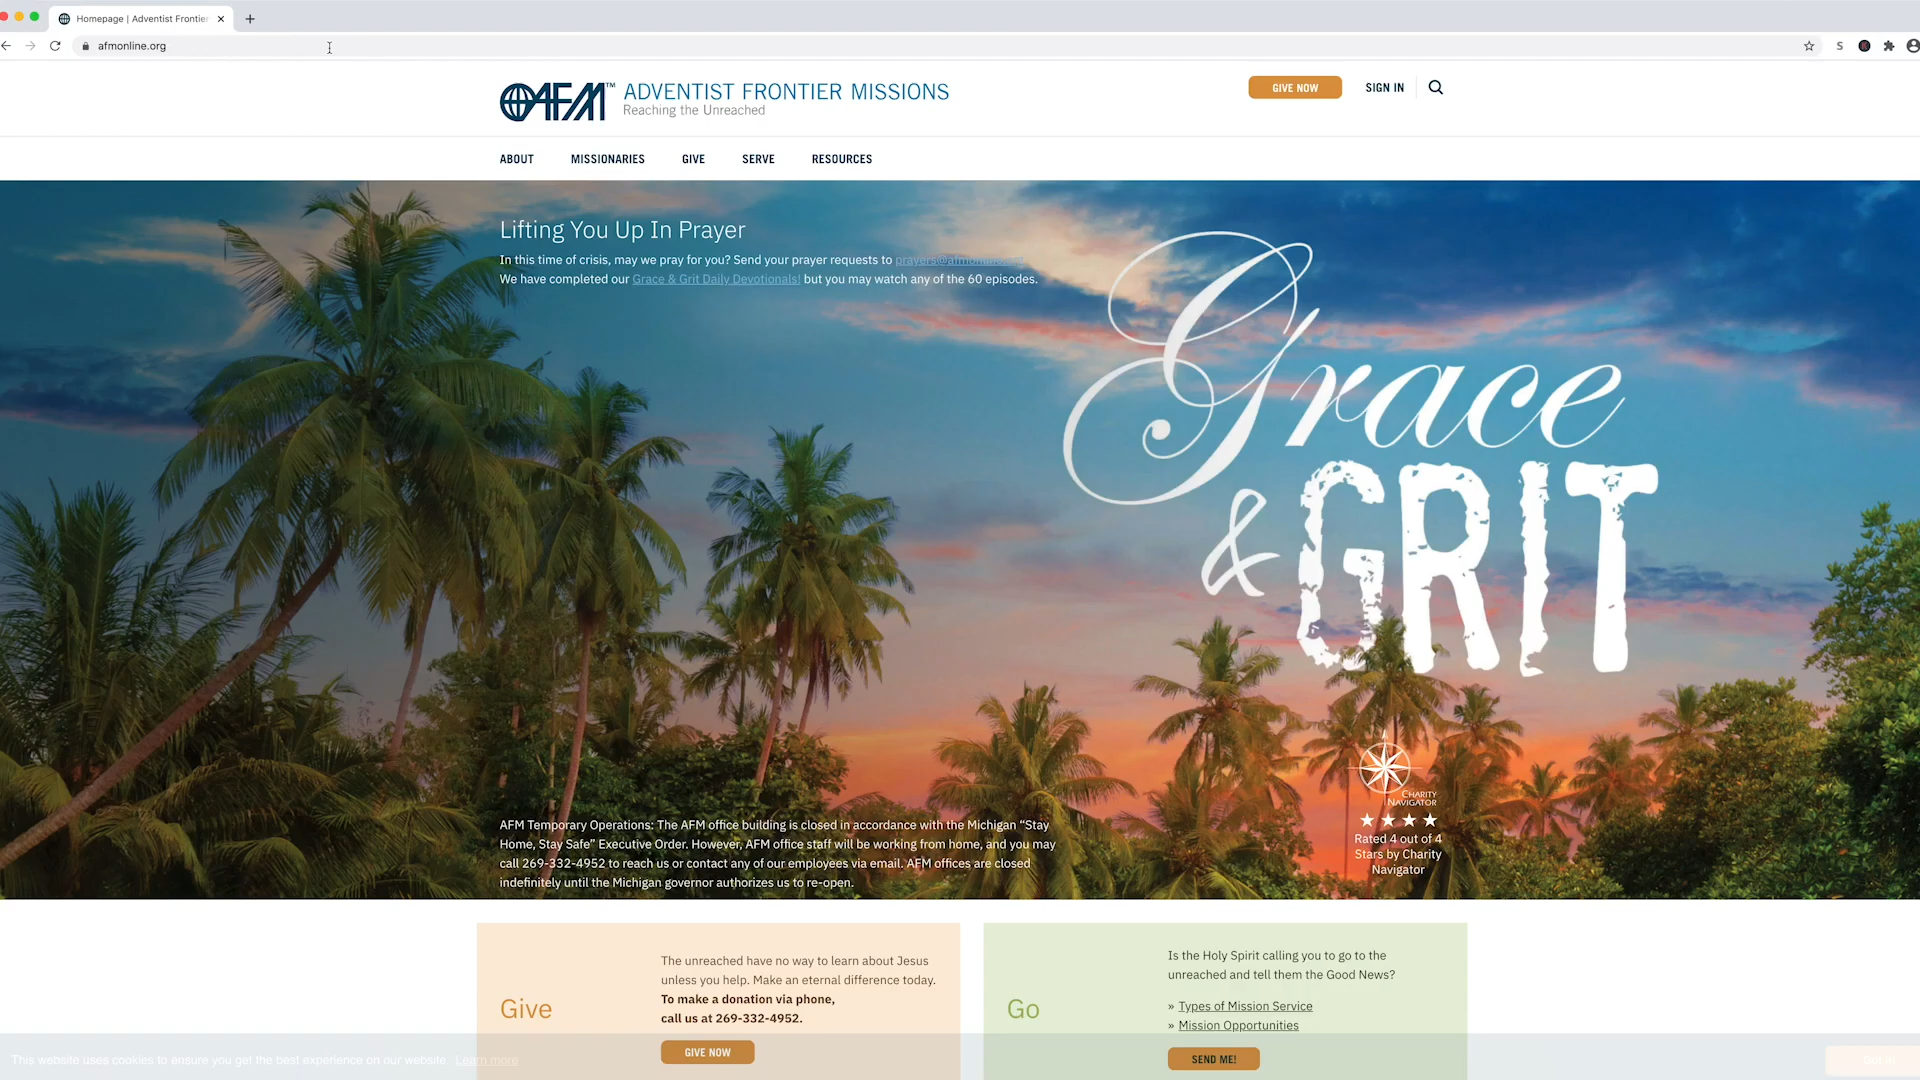 Homepage | Adventist Frontier
afmonline.org
S
AFM™ ADVENTIST FRONTIER MISSIONS
Reaching the Unreached
GIVE NOW
SIGN IN
ABOUT MISSIONARIES GIVE SERVE RESOURCES
Lifting You Up In Prayer
In this time of crisis, may we pray for you? Send your prayer requests to
We have completed our Grace & Grit Daily Devotionals! but you may watch any of the 60 episodes.
Grace
& GRIT
CHARITY
NAVIGATOR
Rated 4 out of 4
Stars by Charity
Navigator
AFM Temporary Operations: The AFM office building is closed in accordance with the Michigan “Stay
Home, Stay Safe” Executive Order. However, AFM office staff will be working from home, and you may
call 269-332-4952 to reach us or contact any of our employees via email. AFM offices are closed
indefinitely until the Michigan governor authorizes us to re-open.
Give
The unreached have no way to learn about Jesus
unless you help. Make an eternal difference today.
To make a donation via phone,
call us at 269-332-4952.
GIVE NOW
Go
Is the Holy Spirit calling you to go to the
unreached and tell them the Good News?
» Types of Mission Service
» Mission Opportunities
SEND ME!
This website uses cookies to ensure you get the best experience on our website. Learn more